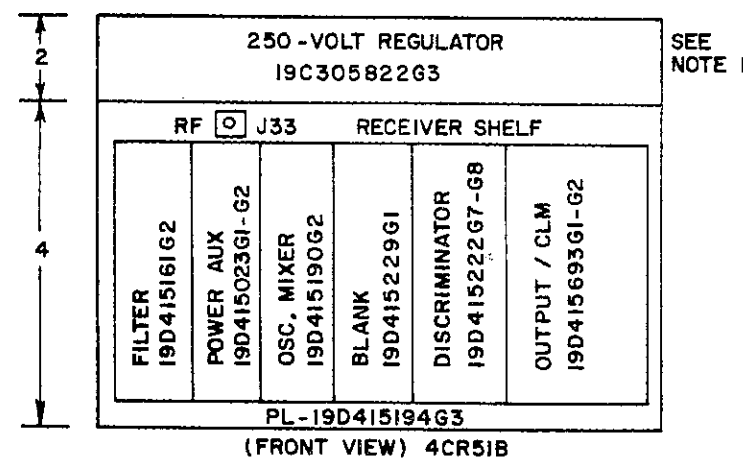 250-VOLT REGULATOR
19C305822G3
SEE
NOTE 1
2
RF J33 RECEIVER SHELF
4
FILTER
19D415161G2
POWER AUX
19D415023G1-G2
OSC, MIXER
19D415190G2
BLANK
19D415229G1
DISCRIMINATOR
19D415222G7-G8
OUTPUT / CLM
19D415693G1-G2
PL-19D415194G3
(FRONT VIEW) 4CR51B